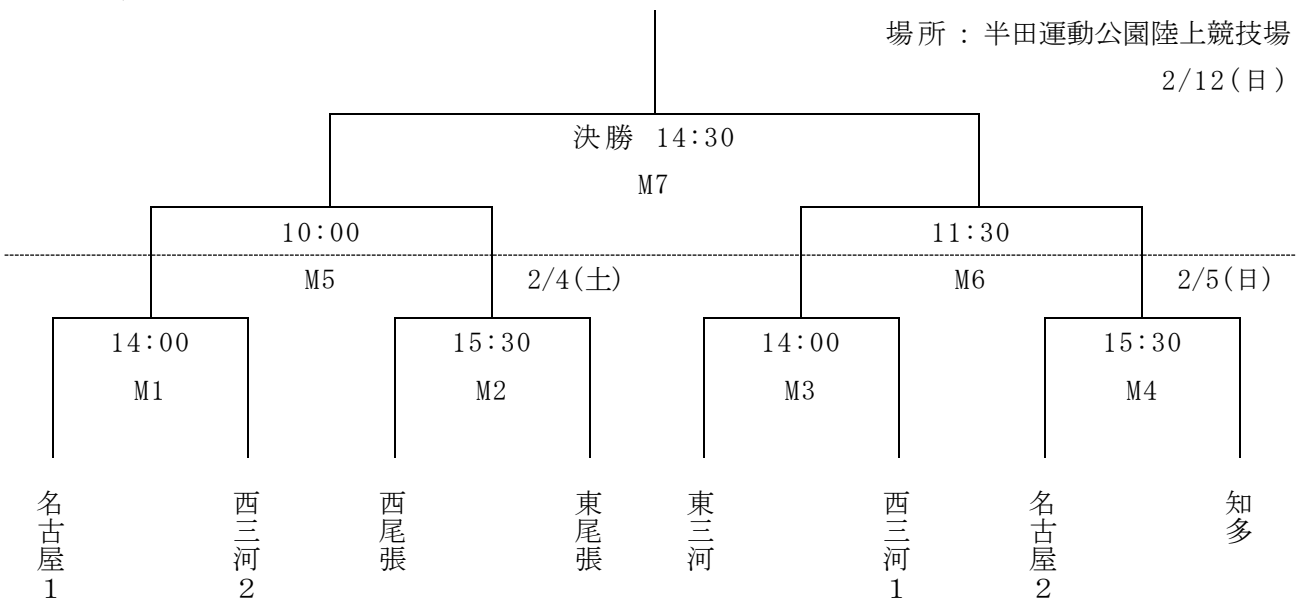 場所：半田運動公園陸上競技場
2/12(日)
決勝 14:30
M7
10:00
11:30
M5
2/4(土)
M6
2/5(日)
14:00
15:30
14:00
15:30
M1
M2
M3
M4
名古屋1
西三河2
西尾張
東尾張
東三河
西三河1
名古屋2
知多